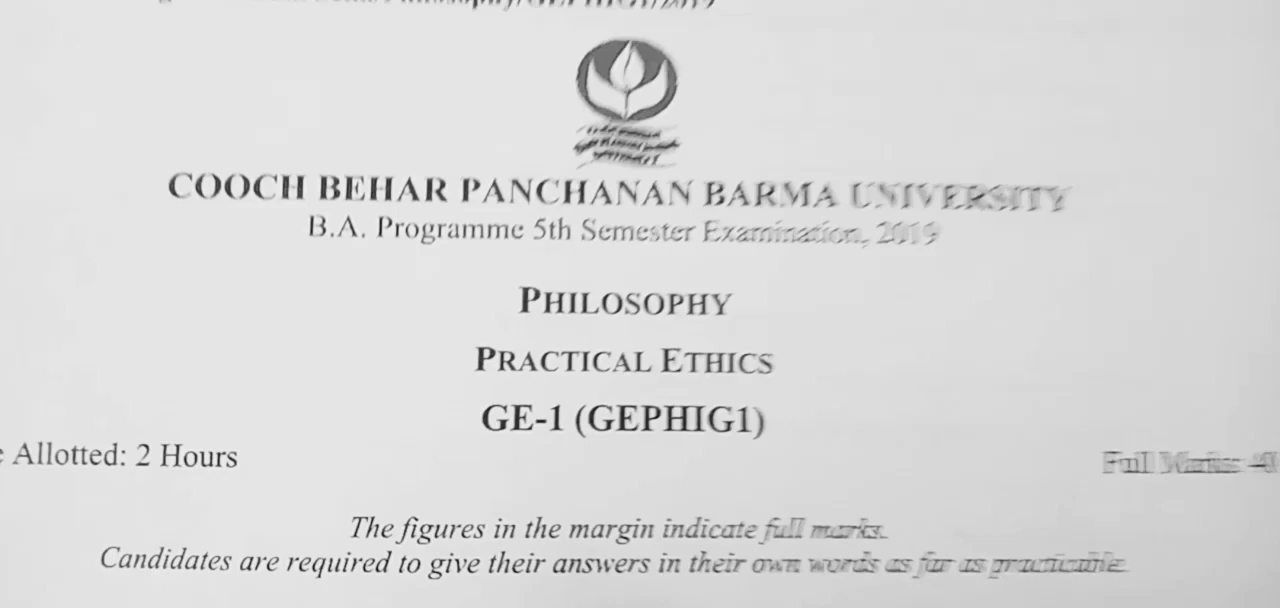 COOCH BEHAR PANCHANAN BARMA UNIVERSITY
B.A. Programme 5th Semester Examination, 2019
PHILOSOPHY
PRACTICAL ETHICS
GE-1 (GEPHIG1)
Allotted: 2 Hours
Full Marks:
The figures in the margin indicate full marks.
Candidates are required to give their answers in their own words as far as practicable.